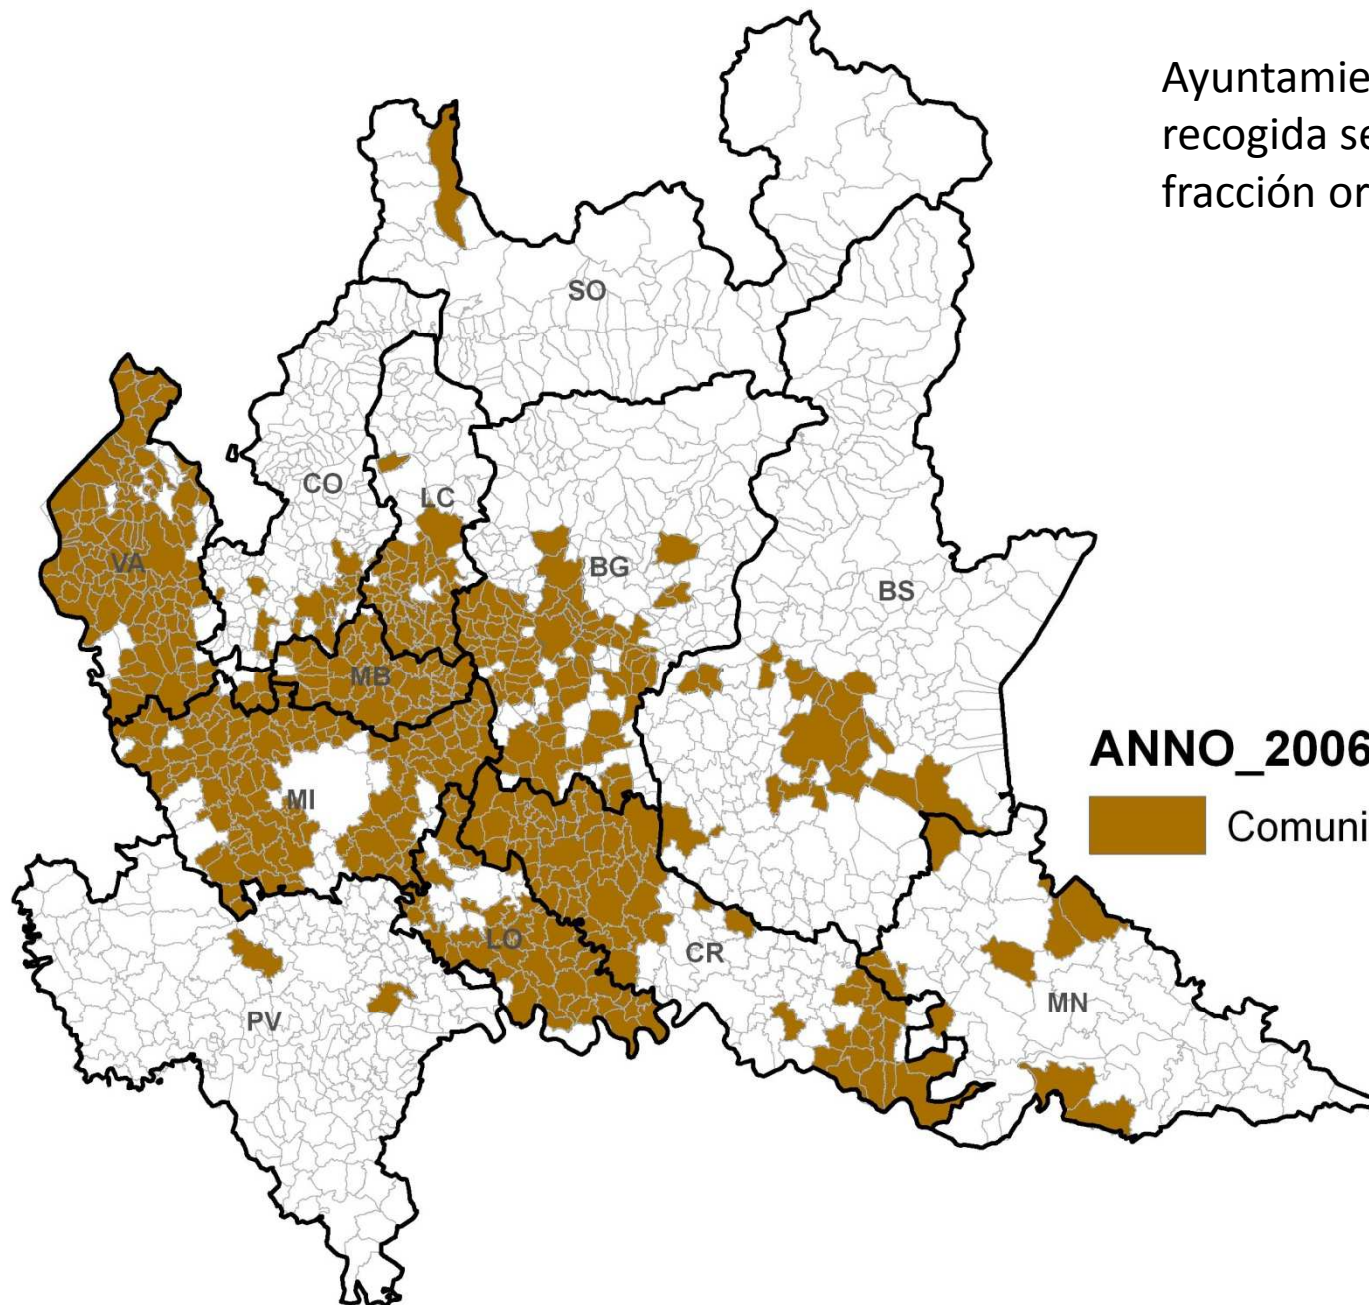 Ayuntamie
recogida se
fracción or
SO
CO
LC
VA
BG
BS
MB
ANNO_2006
MI
Comuni
LO
CR
MN
PV